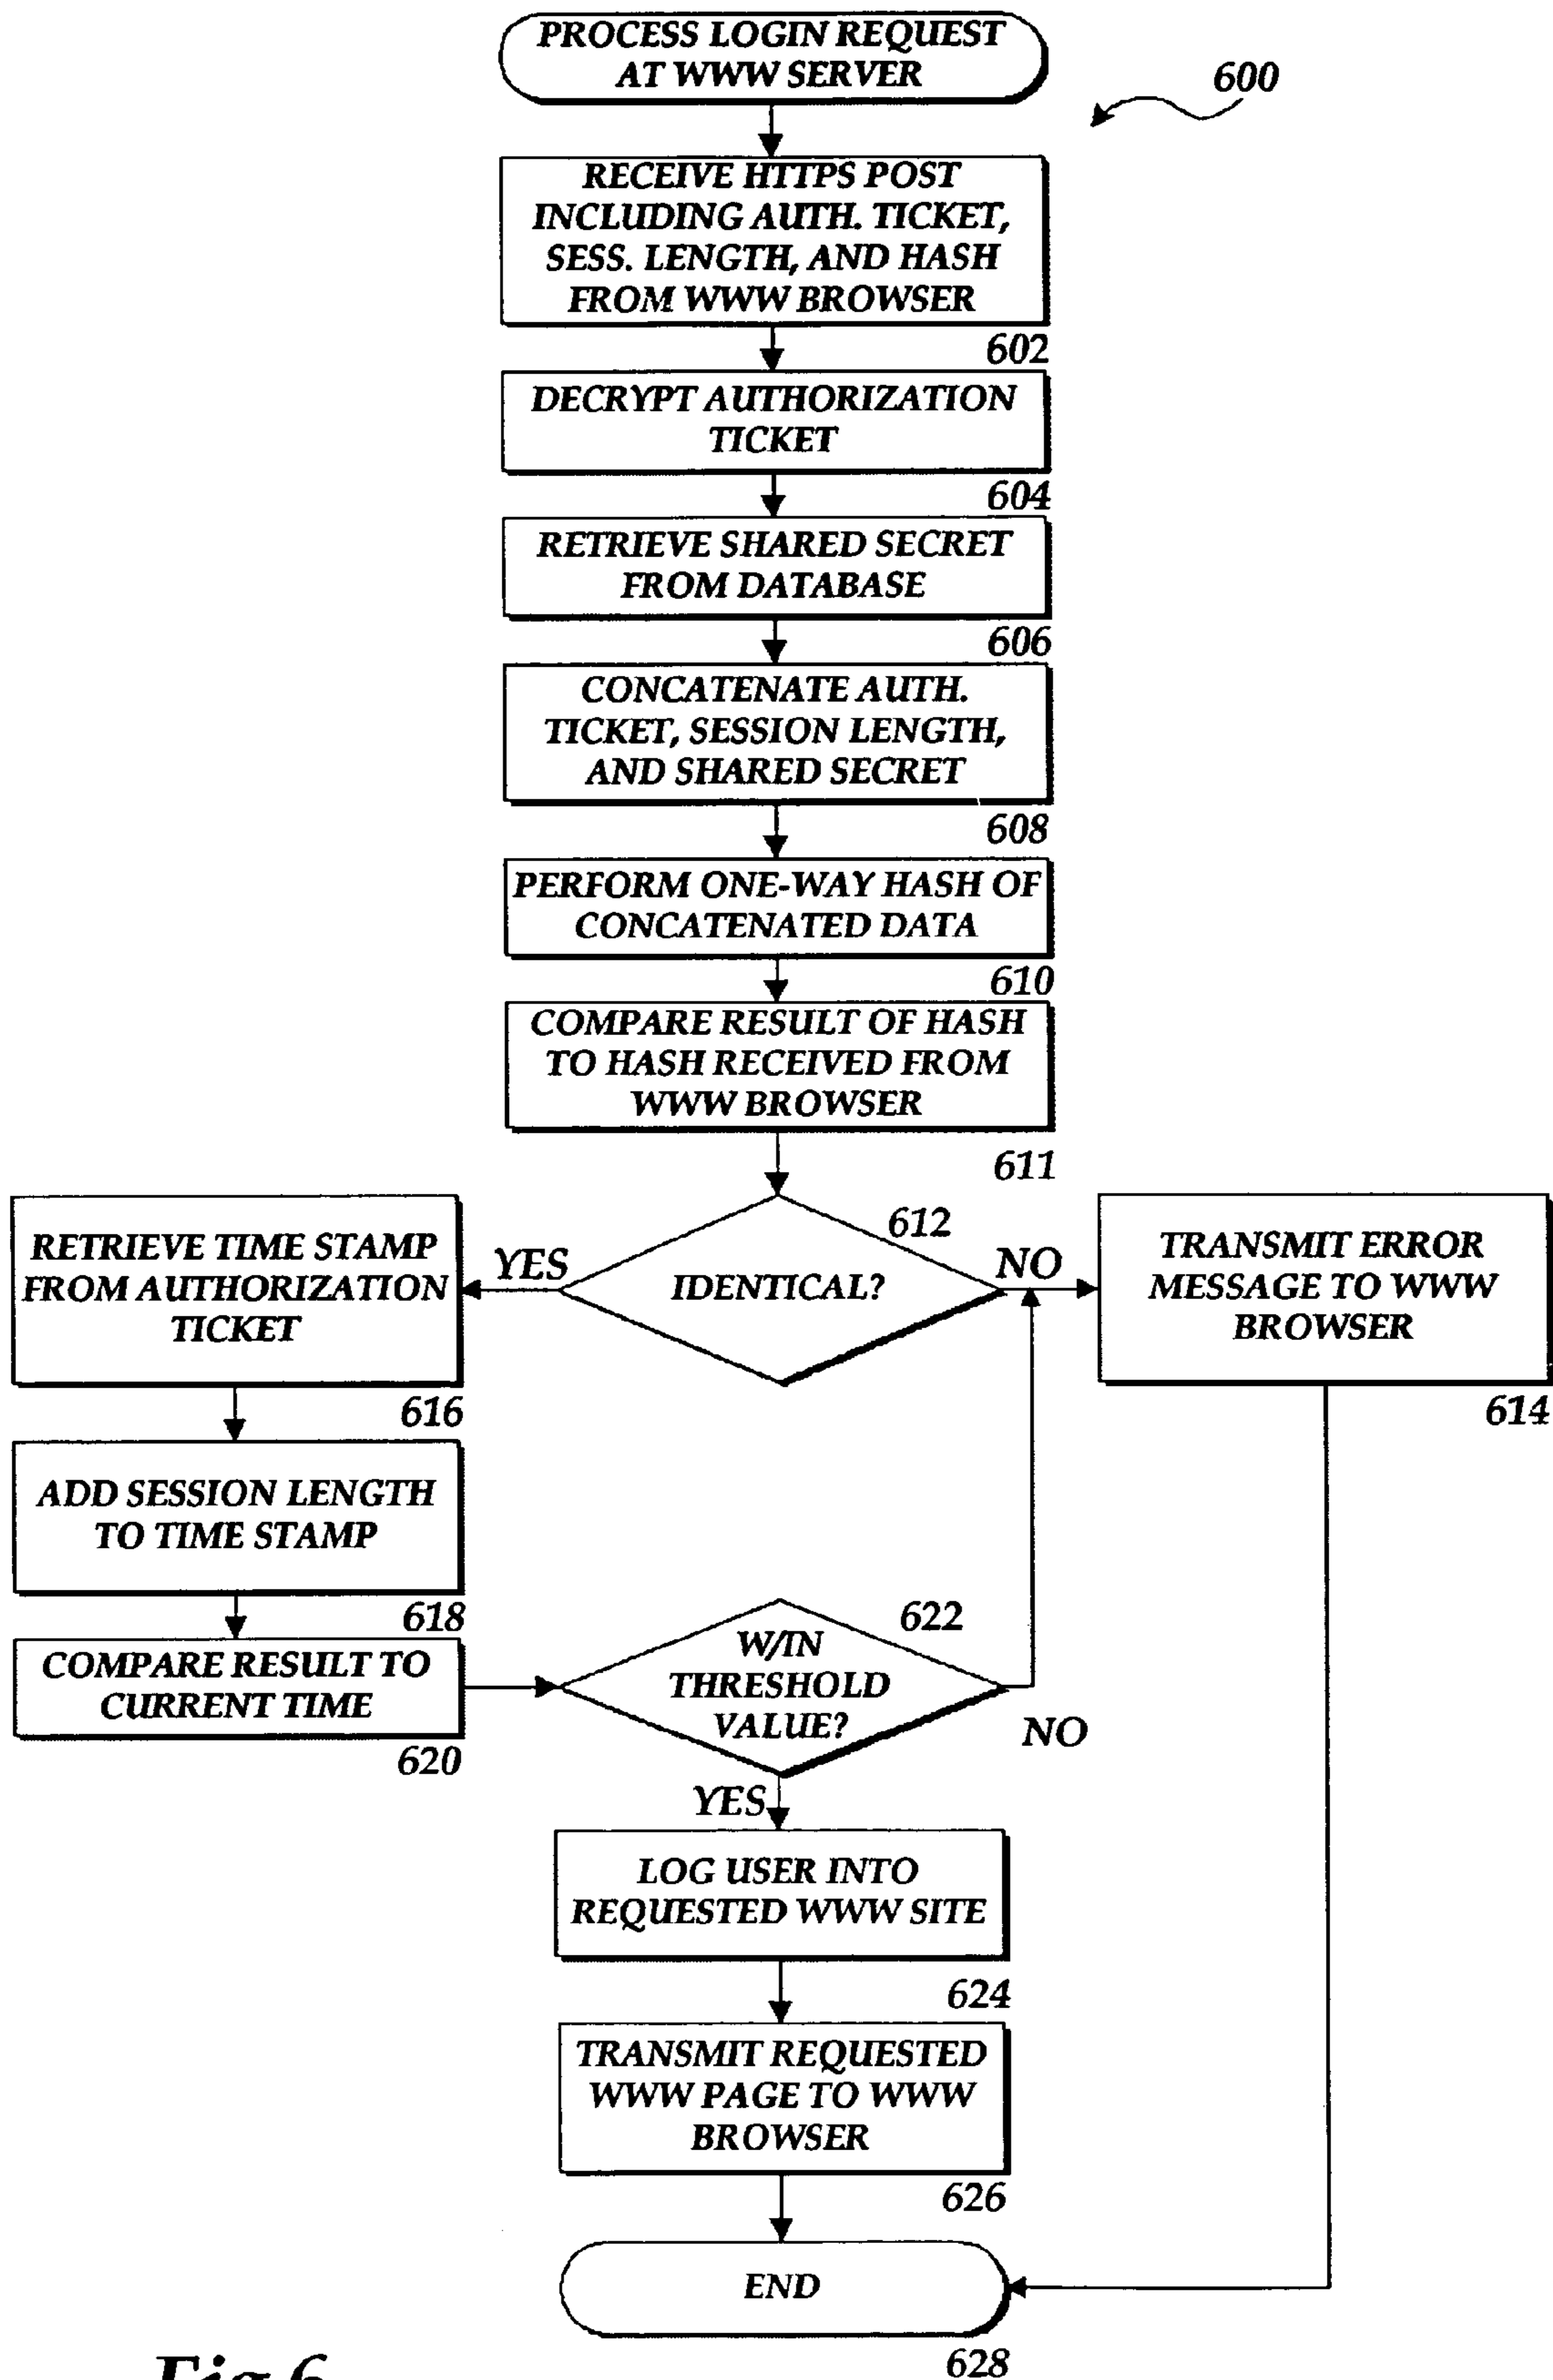 PROCESS LOGIN REQUEST
AT WWW SERVER
600
RECEIVE HTTPS POST
INCLUDING AUTH. TICKET,
SESS. LENGTH, AND HASH
FROM WWW BROWSER
602
DECRYPT AUTHORIZATION
TICKET
604
RETRIEVE SHARED SECRET
FROM DATABASE
606
CONCATENATE AUTH.
TICKET, SESSION LENGTH,
AND SHARED SECRET
608
PERFORM ONE-WAY HASH OF
CONCATENATED DATA
610
COMPARE RESULT OF HASH
TO HASH RECEIVED FROM
WWW BROWSER
611
612
IDENTICAL?
YES
NO
RETRIEVE TIME STAMP
FROM AUTHORIZATION
TICKET
616
TRANSMIT ERROR
MESSAGE TO WWW
BROWSER
614
ADD SESSION LENGTH
TO TIME STAMP
618
COMPARE RESULT TO
CURRENT TIME
620
622
W/IN
THRESHOLD
VALUE?
NO
YES
LOG USER INTO
REQUESTED WWW SITE
624
TRANSMIT REQUESTED
WWW PAGE TO WWW
BROWSER
626
END
628
Fig.6.